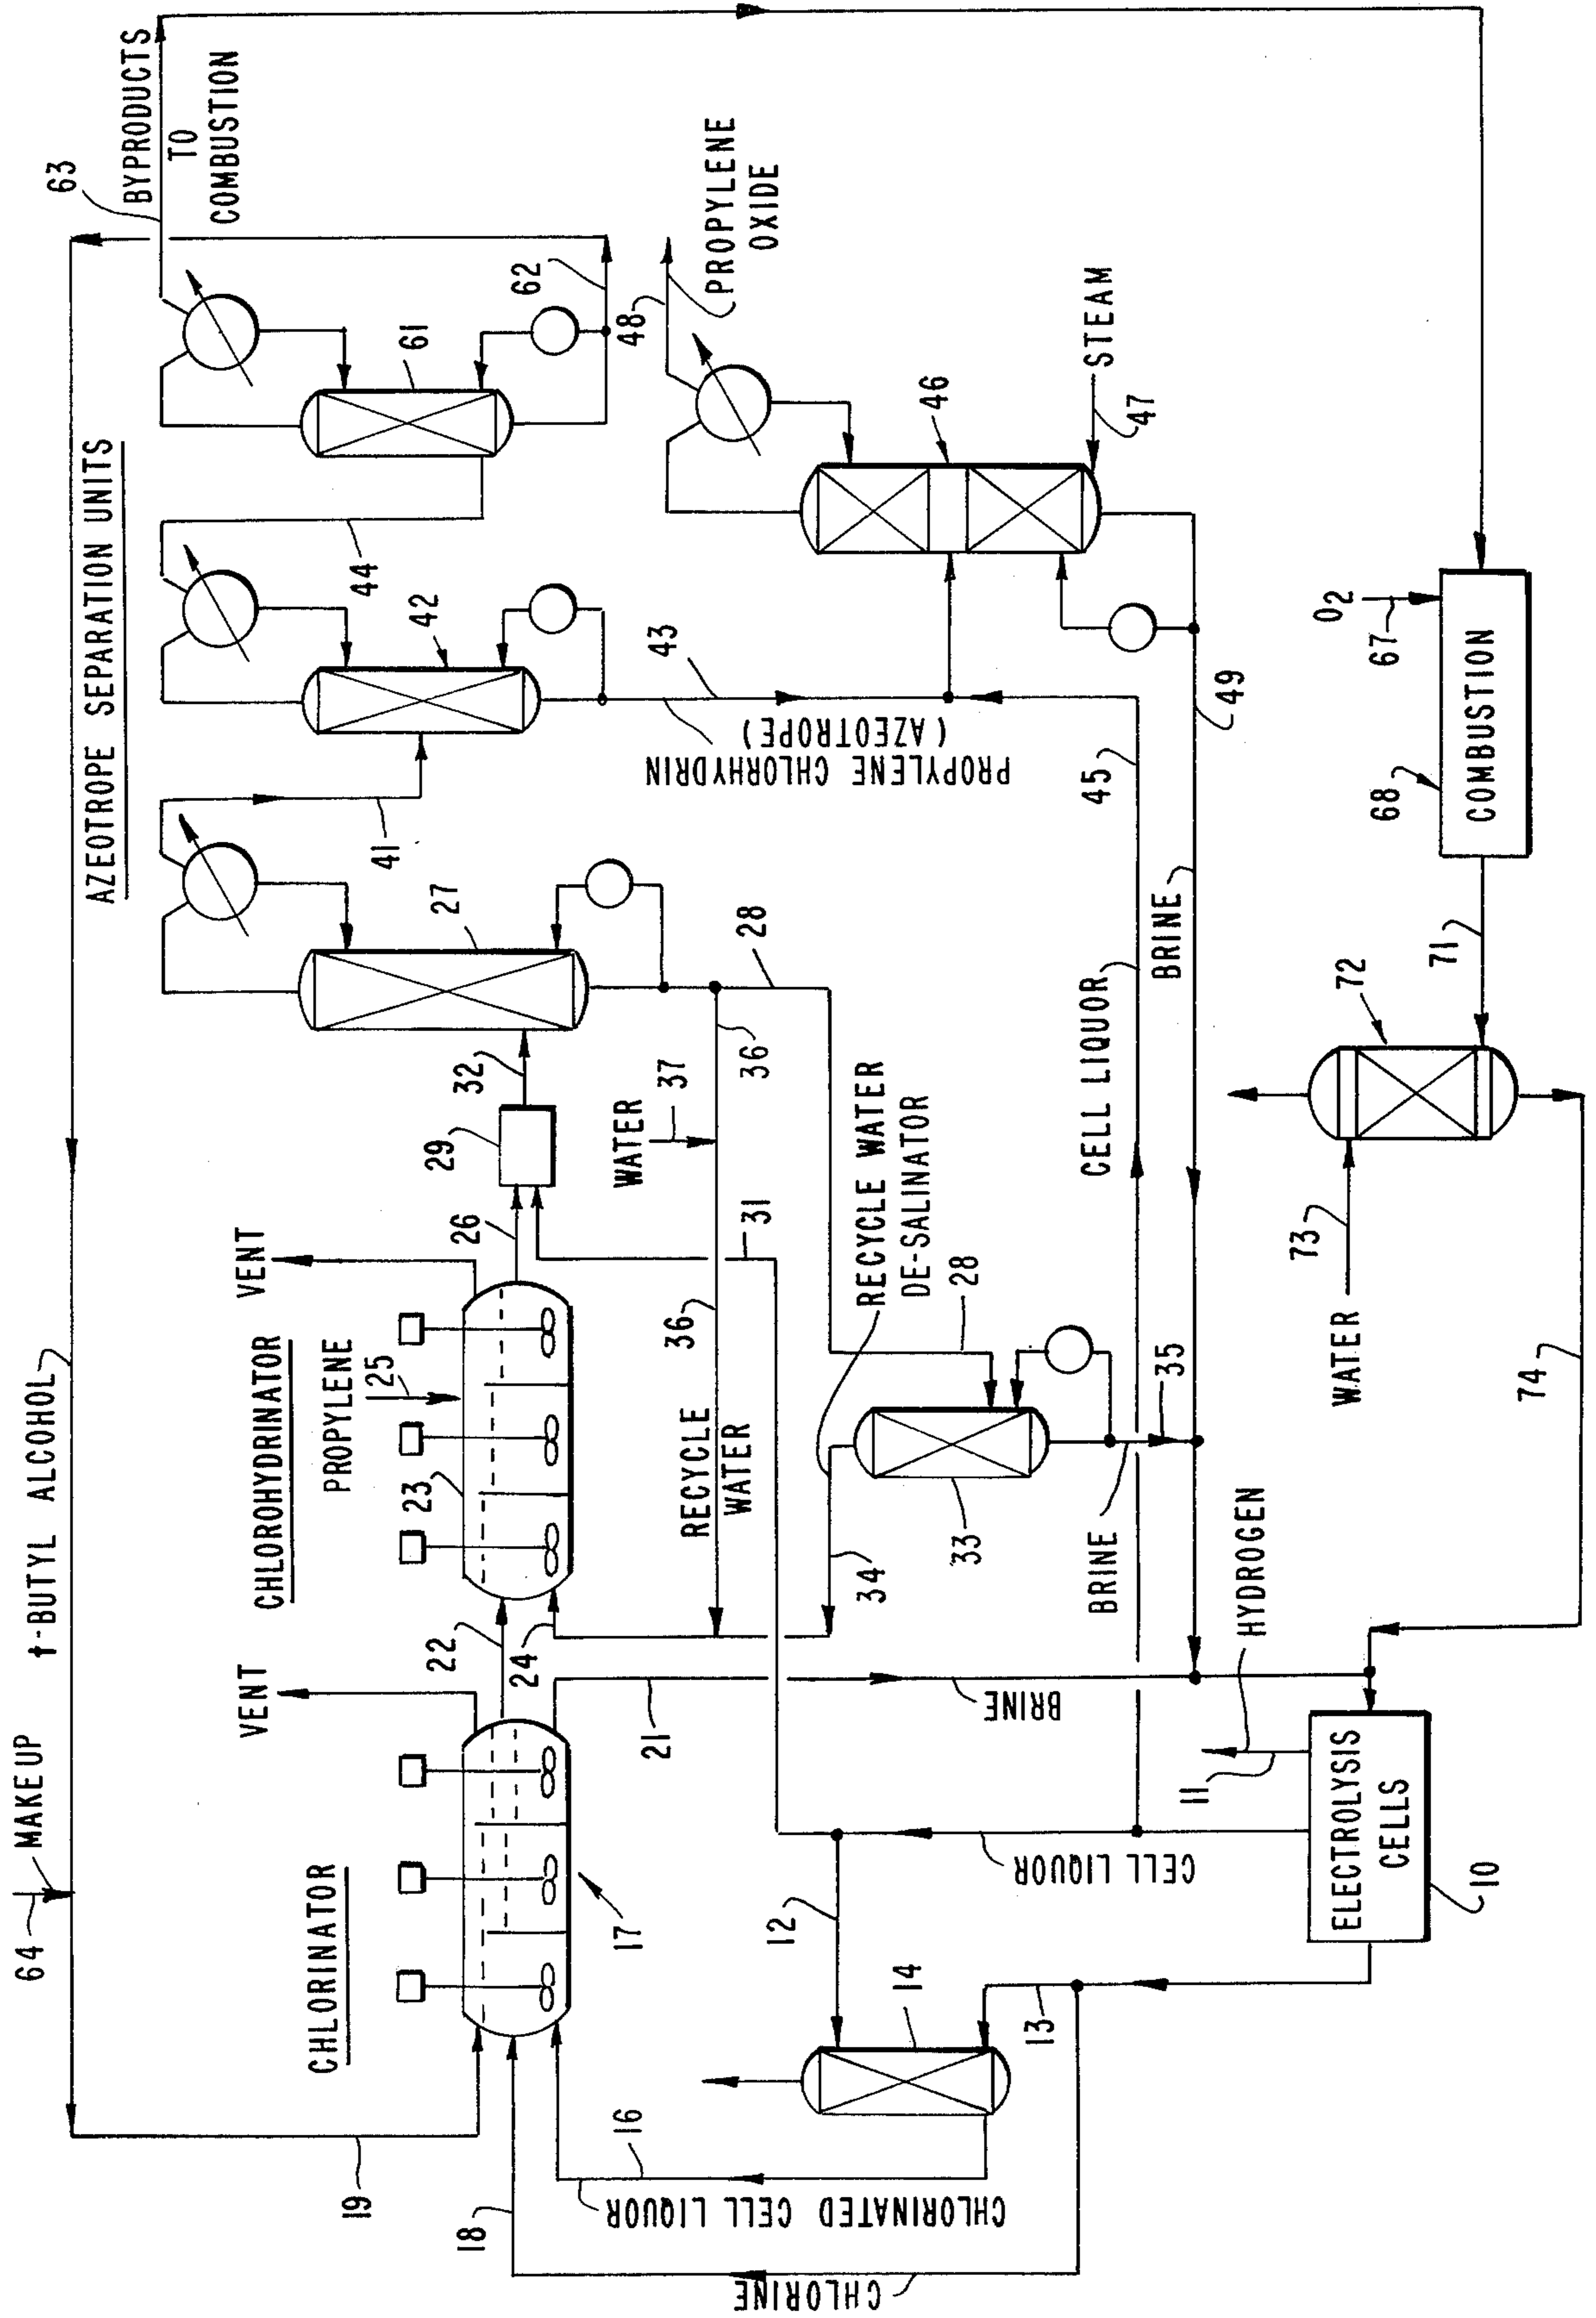 64
MAKEUP
t-BUTYL ALCOHOL
AZEOTROPE SEPARATION UNITS
63
BYPRODUCTS
TO
COMBUSTION
CHLORINATOR
VENT
CHLOROHYDRINATOR
PROPYLENE
25
VENT
19
18
17
22
23
24
26
29
32
27
41
42
44
61
62
48
PROPYLENE
OXIDE
CHLORINE
CHLORINATED CELL LIQUOR
16
14
12
13
21
BRINE
RECYCLE
WATER
36
31
WATER
37
36
28
RECYCLE WATER
DE-SALINATOR
34
33
28
35
BRINE
PROPYLENE CHLORHYDRIN
(AZEOTROPE)
43
46
STEAM
47
CELL LIQUOR
CELL LIQUOR
45
BRINE
49
11
HYDROGEN
ELECTROLYSIS
CELLS
10
74
WATER
73
72
71
68
COMBUSTION
67
O2